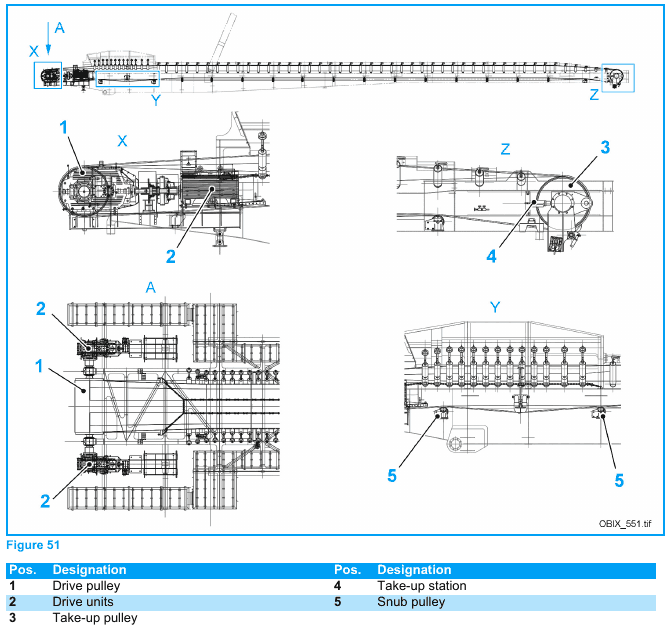 A
X
Y
Z
1
X
2
Z
3
4
A
2
1
2
Y
5
5
OBIX_551.tif
Figure 51
Pos. Designation Pos. Designation
1 Drive pulley 4 Take-up station
2 Drive units 5 Snub pulley
3 Take-up pulley